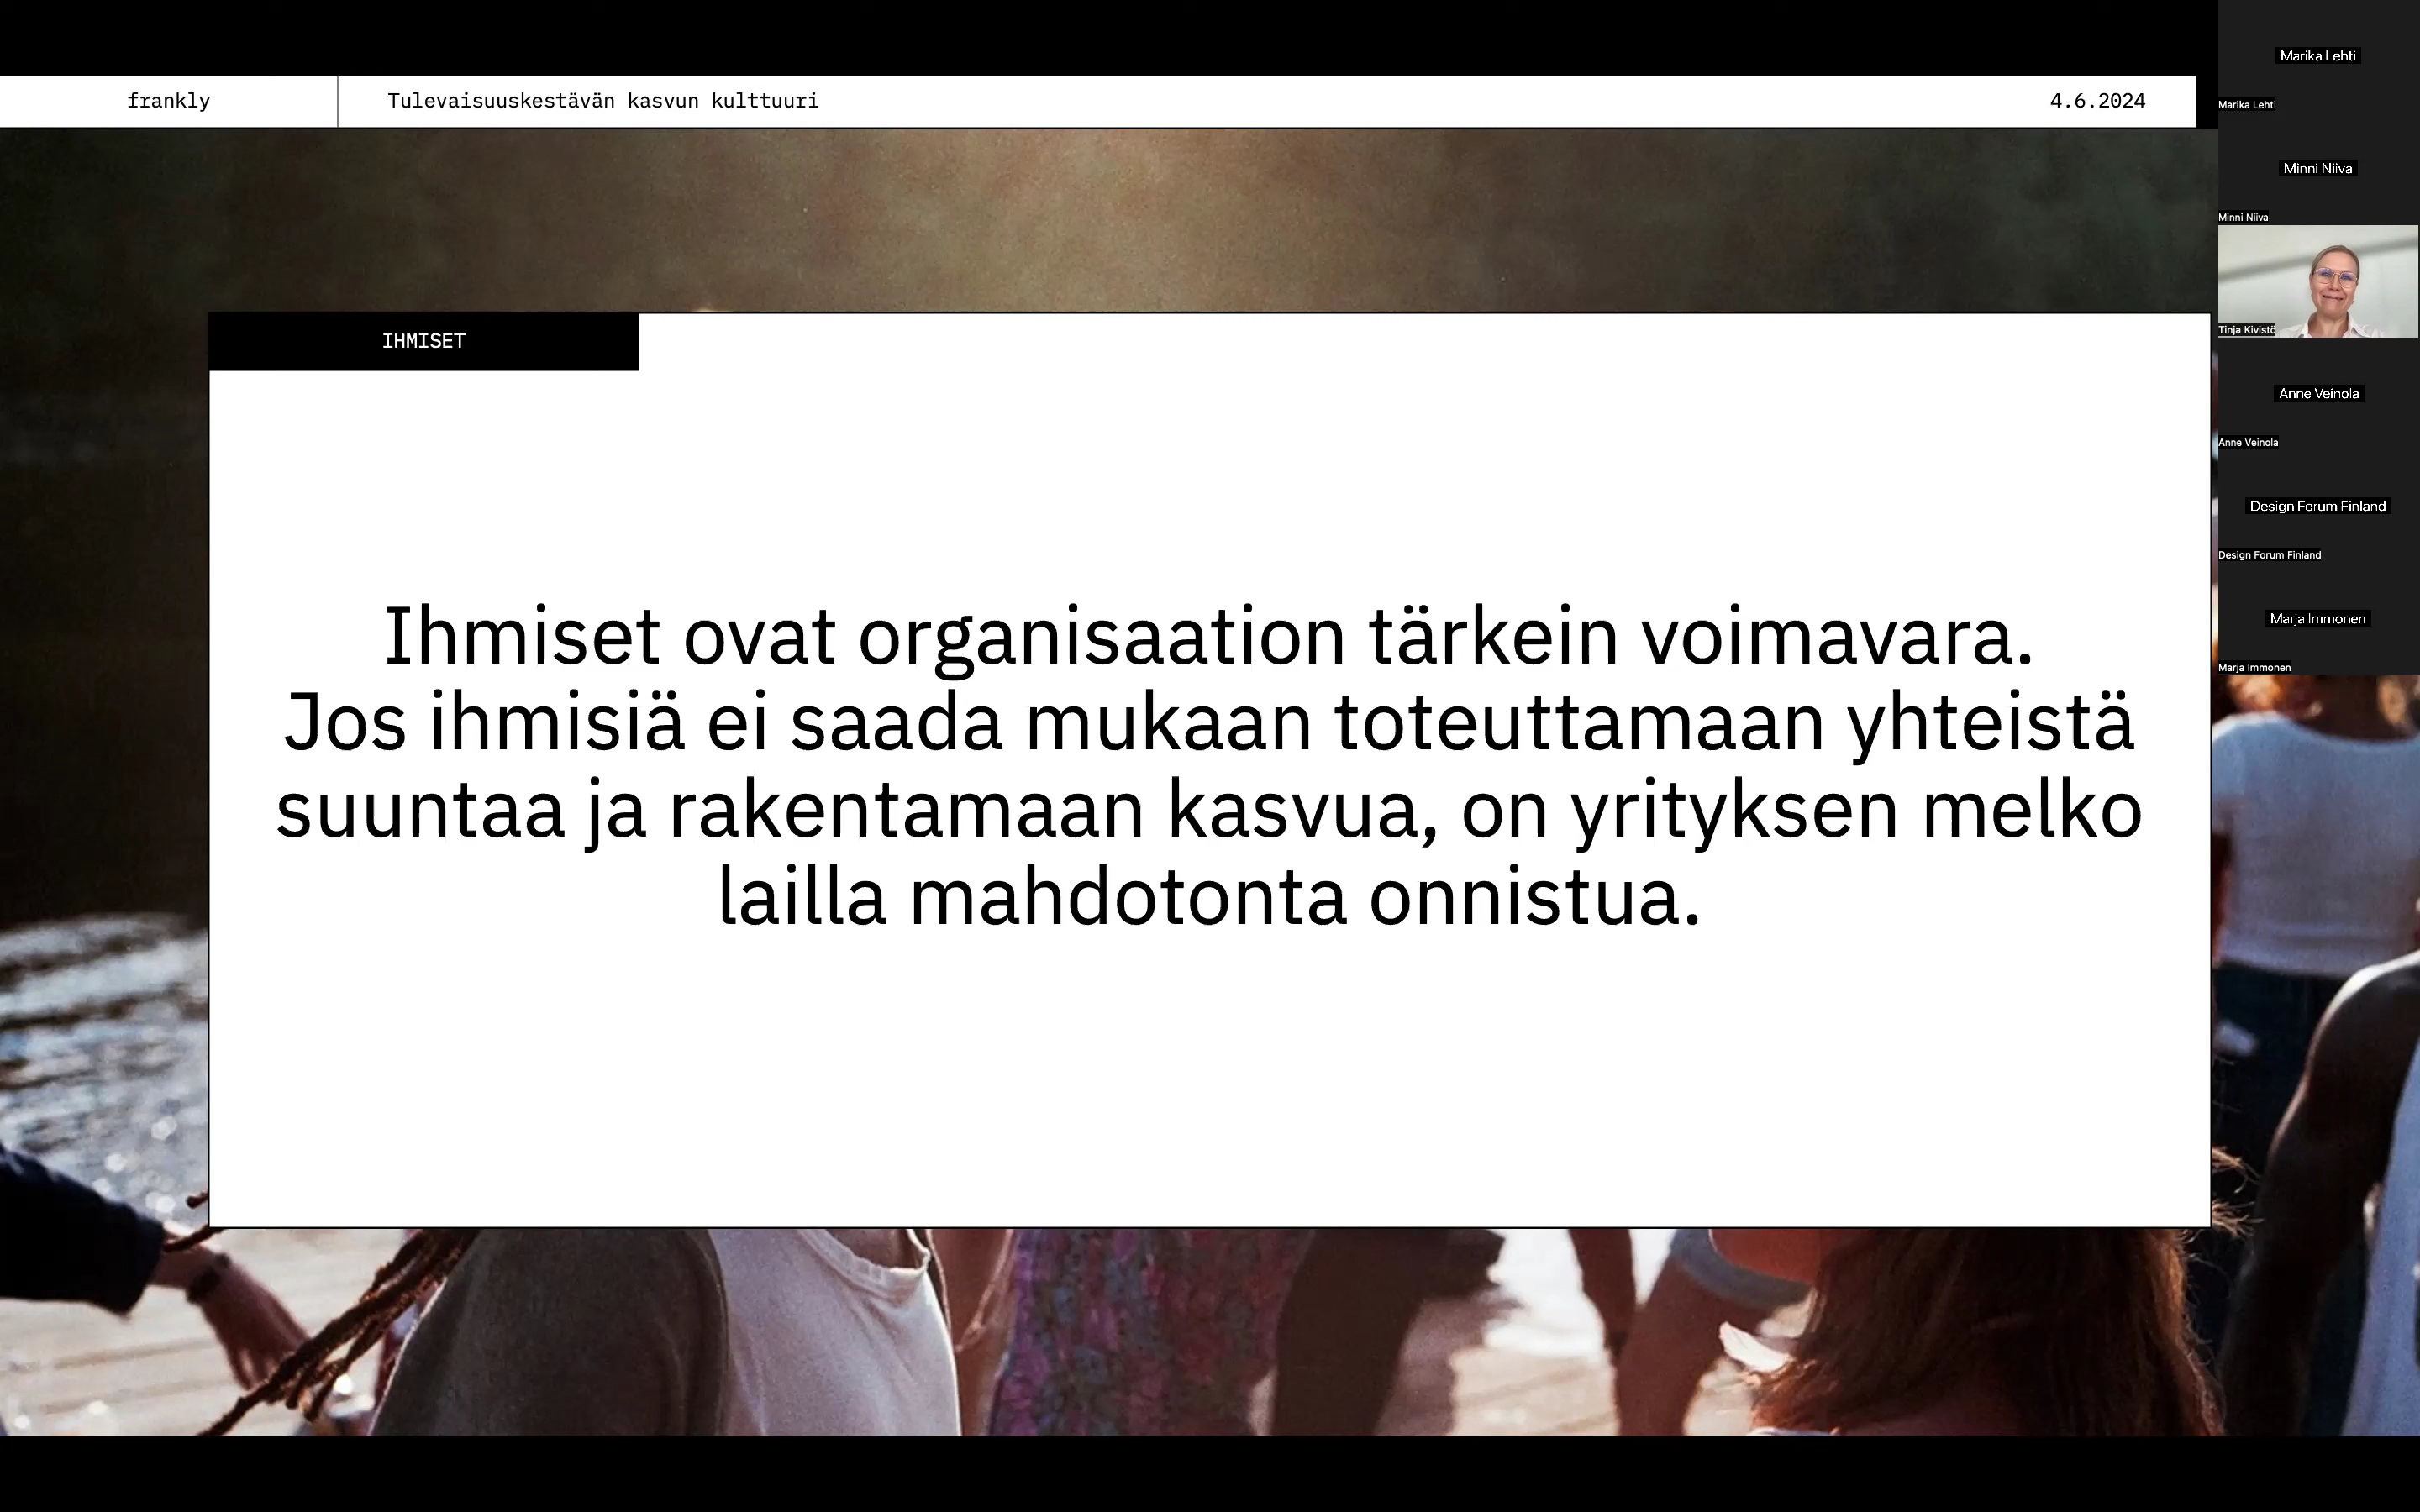 frankly
Tulevaisuuskestävän kasvun kulttuuri
4.6.2024
IHMISET
Ihmiset ovat organisaation tärkein voimavara.
Jos ihmisiä ei saada mukaan toteuttamaan yhteistä
suuntaa ja rakentamaan kasvua, on yrityksen melko
lailla mahdotonta onnistua.
Marika Lehti
Marika Lehti
Minni Niiva
Minni Niiva
Tinja Kivistö
Anne Veinola
Anne Veinola
Design Forum Finland
Design Forum Finland
Marja Immonen
Marja Immonen